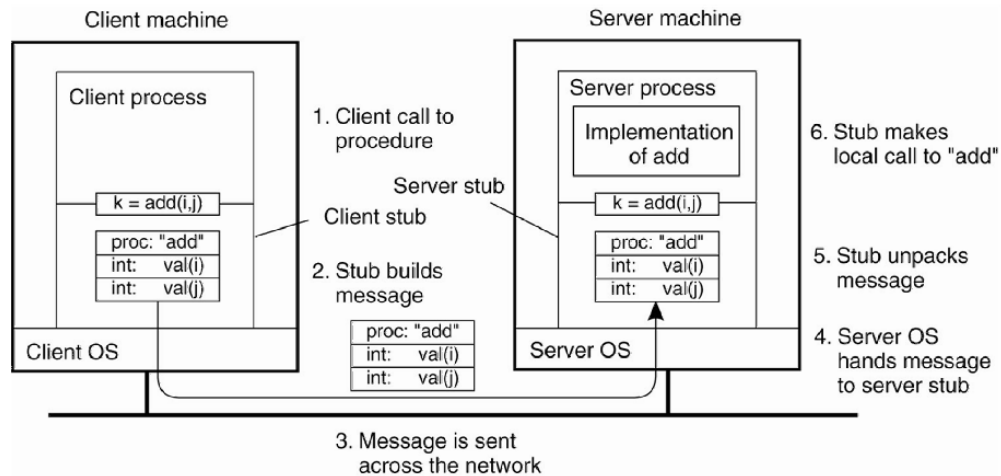 Client machine
Server machine
Client process
1. Client call to
procedure
Server process
Implementation
of add
6. Stub makes
local call to "add"
Server stub
k = add(i,j)
k = add(i,j)
Client stub
proc: "add"
int: val(i)
int: val(j)
2. Stub builds
message
proc: "add"
int: val(i)
int: val(j)
5. Stub unpacks
message
proc: "add"
int: val(i)
int: val(j)
Client OS
Server OS
4. Server OS
hands message
to server stub
3. Message is sent
across the network